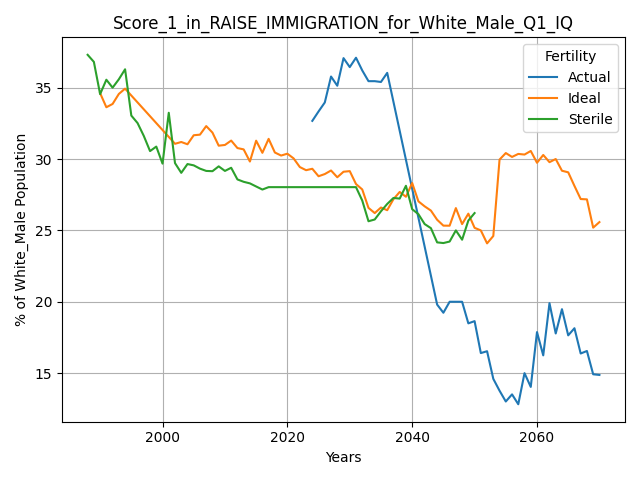 Score_1_in_RAISE_IMMIGRATION_for_White_Male_Q1_IQ
Fertility
Actual
Ideal
Sterile
% of White_Male Population
35
30
25
20
15
2000
2020
2040
2060
Years